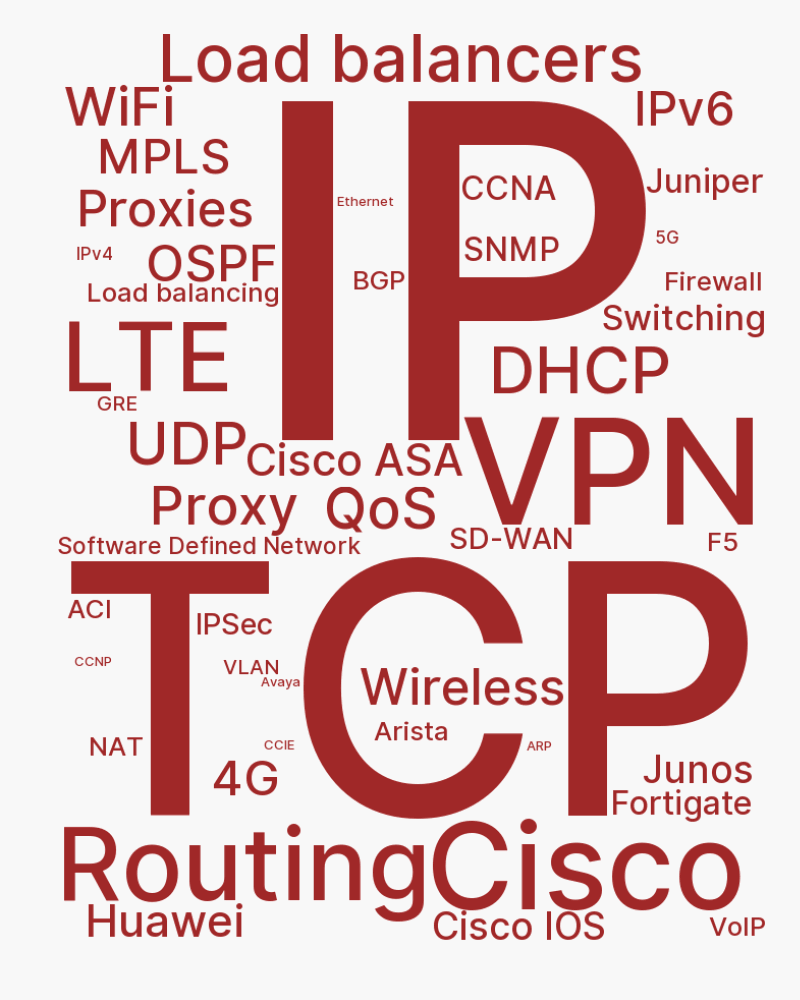 Load balancers
WiFi
IPv6
IP
MPLS
CCNA
Juniper
Proxies
Ethernet
5G
IPv4
OSPF
SNMP
BGP
Firewall
Load balancing
Switching
LTE
DHCP
GRE
UDP
Cisco ASA
VPN
Proxy
QoS
SD-WAN
F5
Software Defined Network
TCP
ACI
IPSec
CCNP
VLAN
Avaya
Wireless
Arista
NAT
CCIE
ARP
4G
Junos
Fortigate
Routing
Cisco
Huawei
Cisco IOS
VoIP